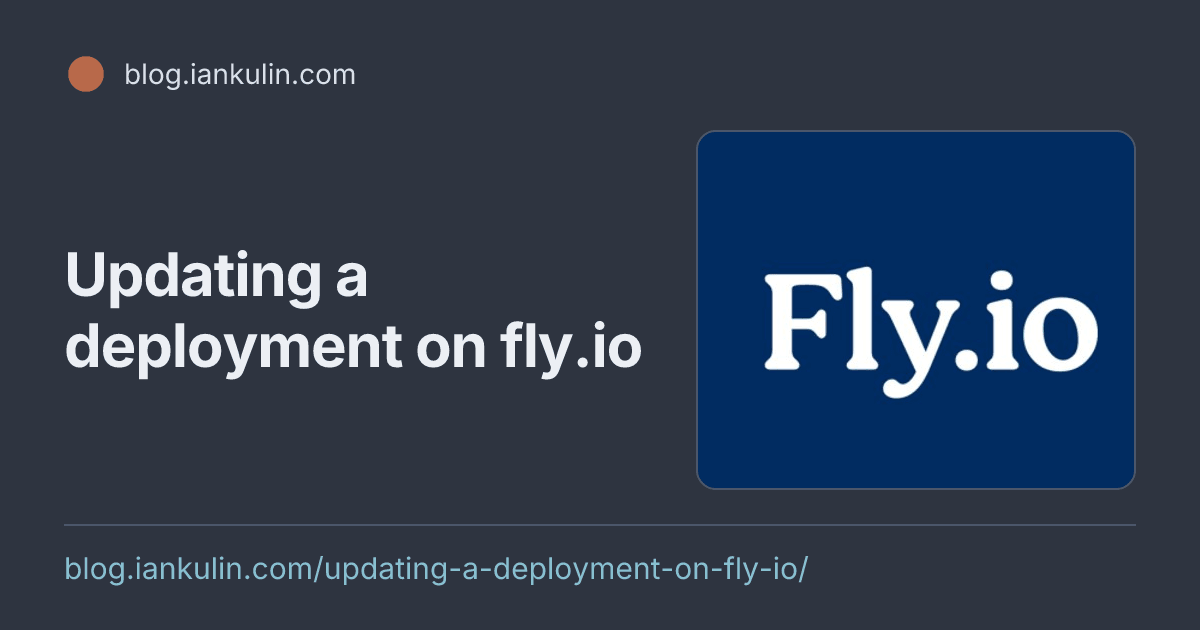 blog.iankulin.com
Updating a
deployment on fly.io
Fly.io
blog.iankulin.com/updating-a-deployment-on-fly-io/